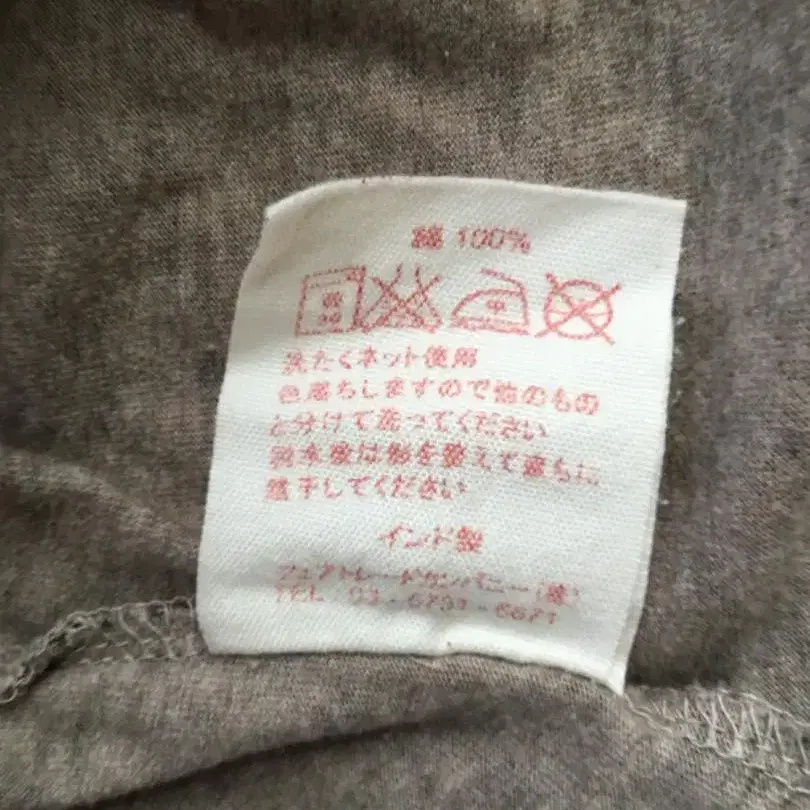 綿 100%
洗たくネット使用
色落ちしますので他のもの
と分けて洗ってください
脱水後は形を整えて直ちに
陰干してください
インド製
フェアトレードカンパニー(株)
TEL 03-5731-6671